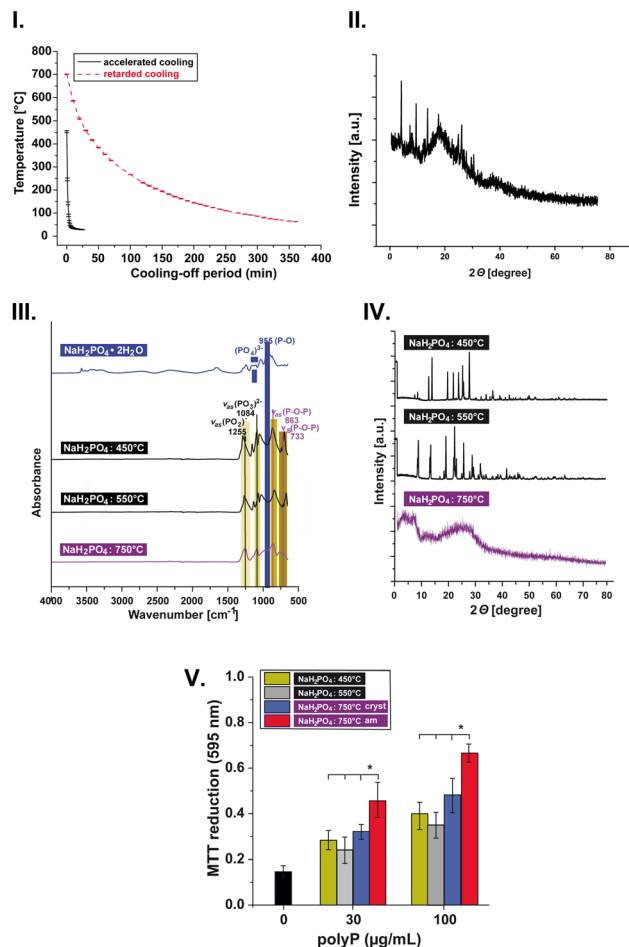 I.
accelerated cooling
retarded cooling
Temperature [°C]
800
700
600
500
400
300
200
100
0
0 50 100 150 200 250 300 350 400
Cooling-off period (min)
II.
Intensity [a.u.]
0 20 40 60 80
2Θ [degree]
III.
NaH₂PO₄ • 2H₂O
955 (P-O)
(PO₄)³⁻
νas(PO₃)²⁻
1084
νas(PO₂)⁻
1255
νas(P-O-P)
863
νs(P-O-P)
733
NaH₂PO₄: 450°C
NaH₂PO₄: 550°C
NaH₂PO₄: 750°C
Absorbance
4000 3500 3000 2500 2000 1500 1000 500
Wavenumber [cm⁻¹]
IV.
NaH₂PO₄: 450°C
NaH₂PO₄: 550°C
NaH₂PO₄: 750°C
Intensity [a.u.]
0 10 20 30 40 50 60 70 80
2Θ [degree]
V.
NaH₂PO₄: 450°C
NaH₂PO₄: 550°C
NaH₂PO₄: 750°C cryst
NaH₂PO₄: 750°C am
MTT reduction (595 nm)
1.0
0.8
0.6
0.4
0.2
0.0
*
*
0 30 100
polyP (µg/mL)